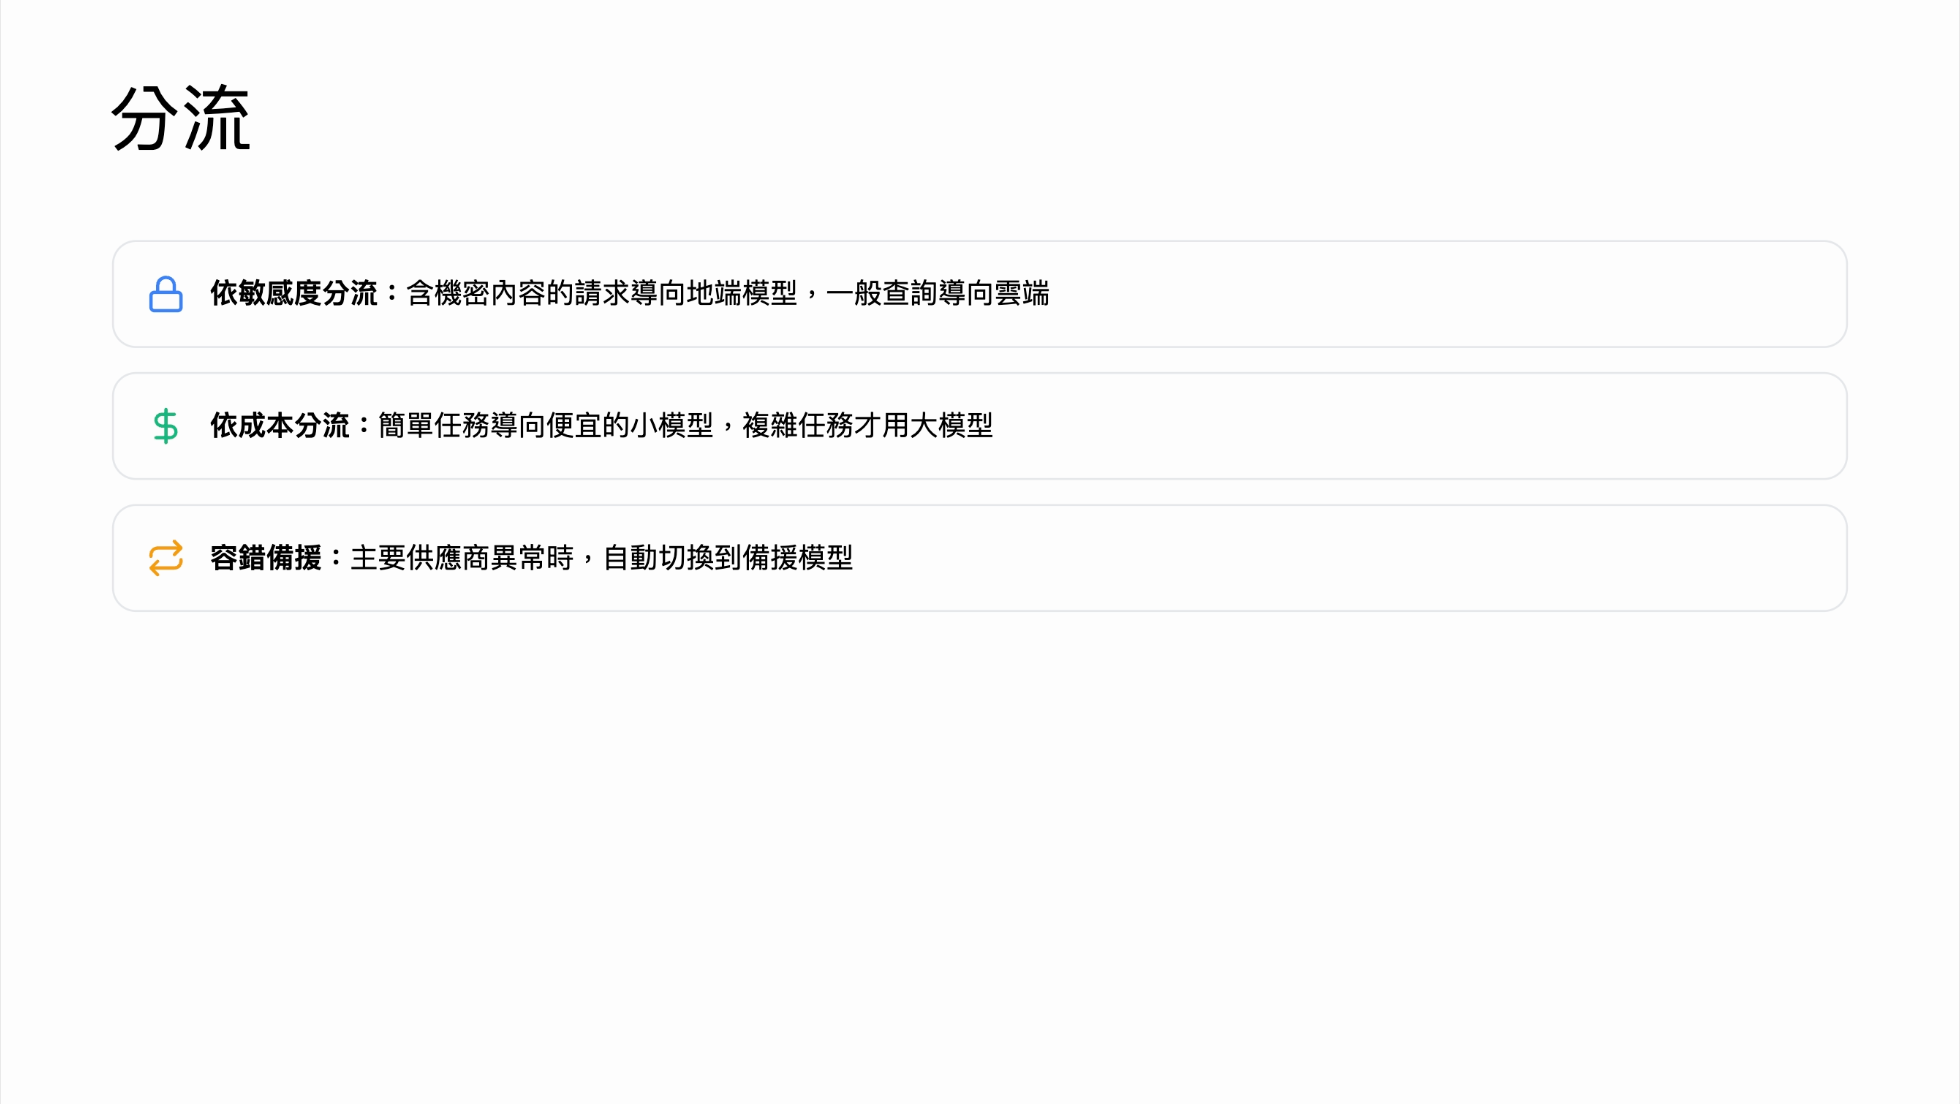 分流
依敏感度分流：含機密內容的請求導向地端模型，一般查詢導向雲端
依成本分流：簡單任務導向便宜的小模型，複雜任務才用大模型
容錯備援：主要供應商異常時，自動切換到備援模型